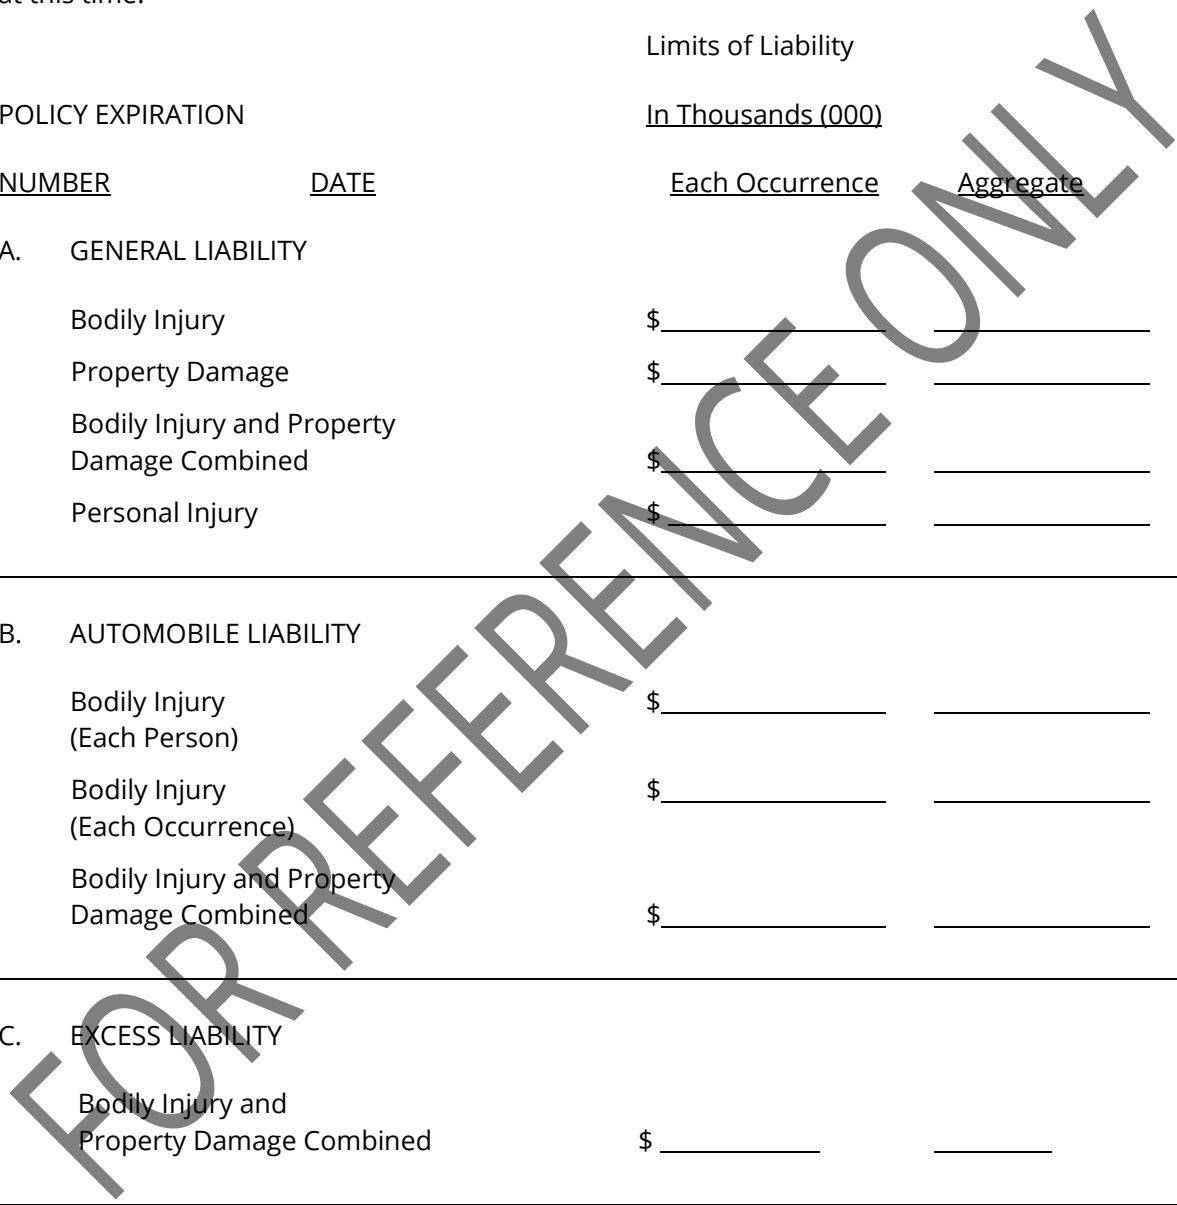 at this time.
Limits of Liability
POLICY EXPIRATION In Thousands (000)
NUMBER DATE Each Occurrence Aggregate
A. GENERAL LIABILITY
Bodily Injury $
Property Damage $
Bodily Injury and Property
Damage Combined $
Personal Injury $
B. AUTOMOBILE LIABILITY
Bodily Injury $
(Each Person)
Bodily Injury $
(Each Occurrence)
Bodily Injury and Property
Damage Combined $
C. EXCESS LIABILITY
Bodily Injury and
Property Damage Combined $
FOR REFERENCE ONLY